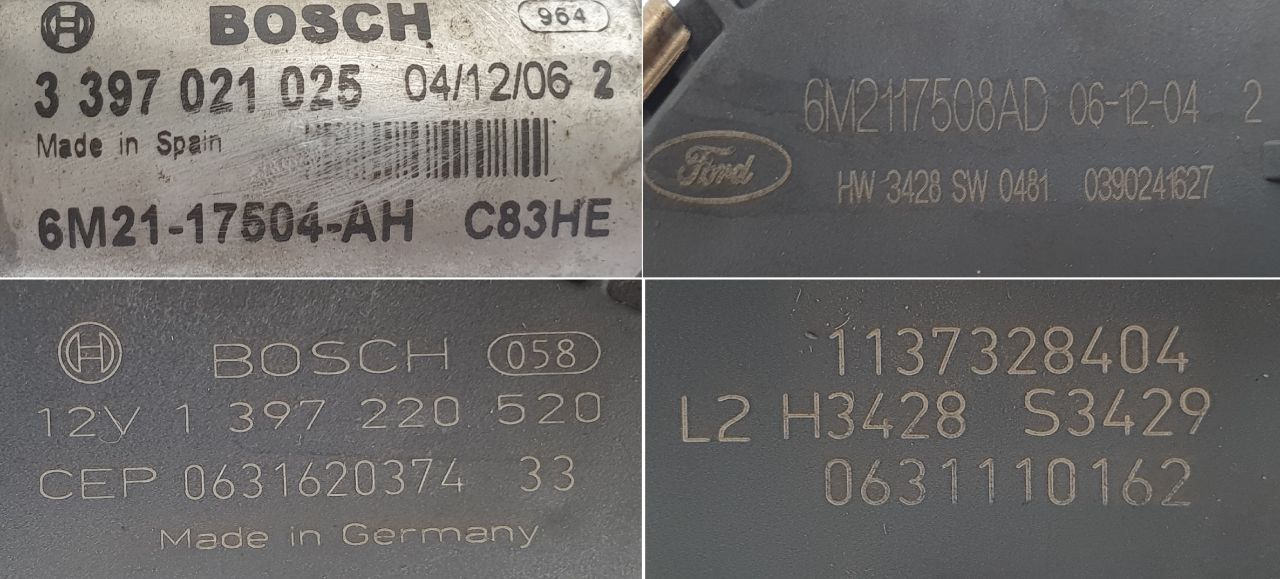 BOSCH 964
3 397 021 025 04/12/06 2
Made in Spain
6M21-17504-AH C83HE
6M2117508AD 06-12-04 2
Ford
HW 3428 SW 0481 0390241627
BOSCH 058
12V 1 397 220 520
CEP 0631620374 33
Made in Germany
1137328404
L2 H3428 S3429
0631110162